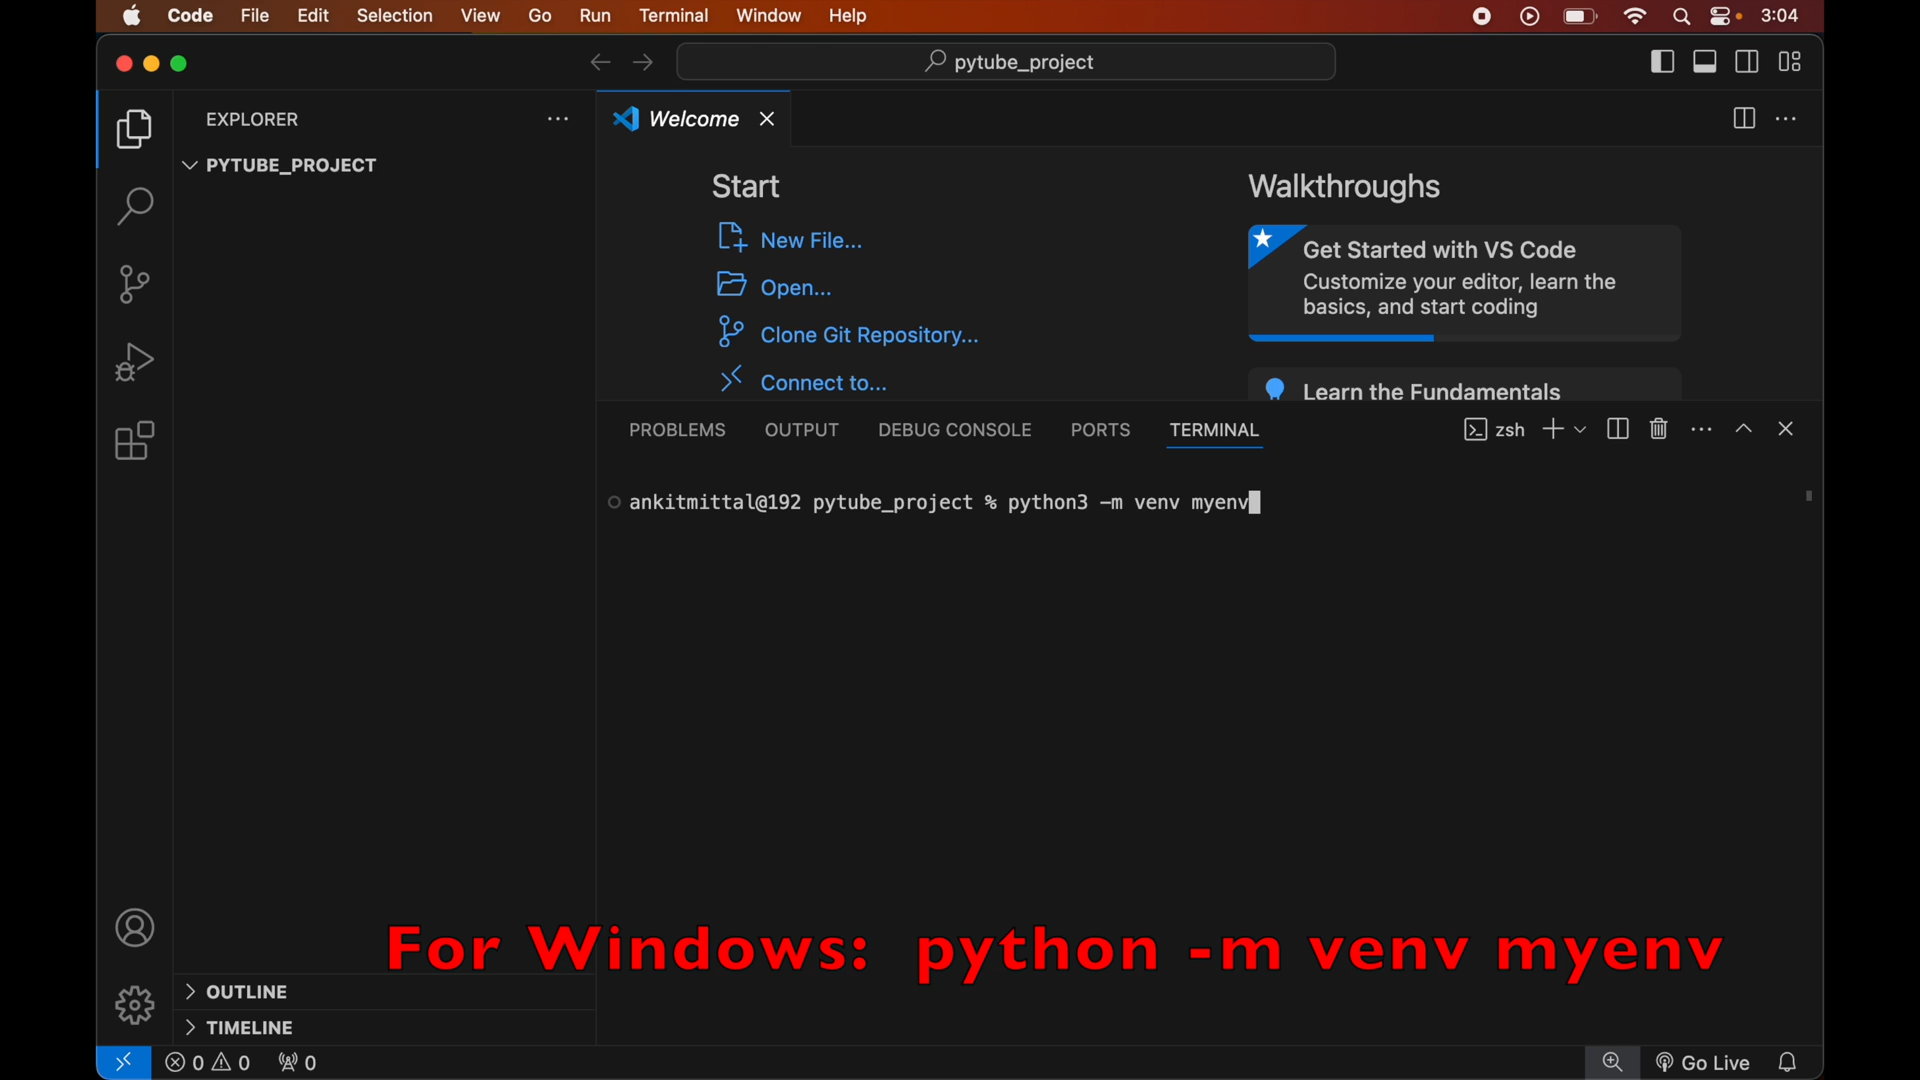 Code File Edit Selection View Go Run Terminal Window Help 3:04
pytube_project
EXPLORER
PYTUBE_PROJECT
Welcome
Start
New File...
Open...
Clone Git Repository...
Connect to...
Walkthroughs
Get Started with VS Code
Customize your editor, learn the
basics, and start coding
Learn the Fundamentals
PROBLEMS OUTPUT DEBUG CONSOLE PORTS TERMINAL zsh
ankitmittal@192 pytube_project % python3 -m venv myenv
For Windows: python -m venv myenv
OUTLINE
TIMELINE
0 0 0 Go Live